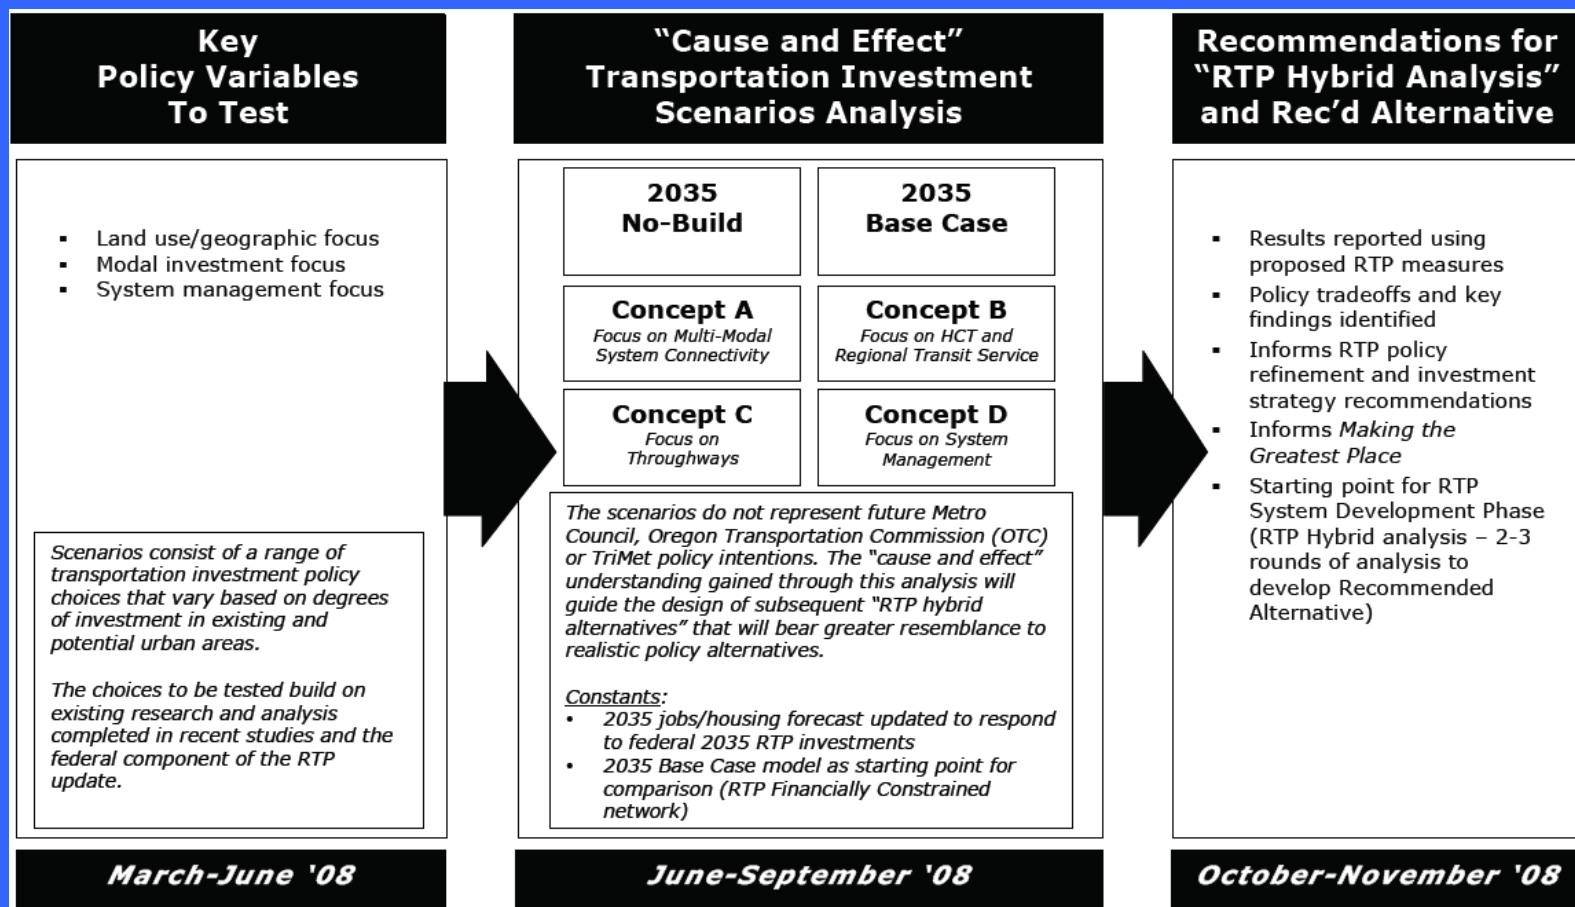 Key
Policy Variables
To Test
▪ Land use/geographic focus
▪ Modal investment focus
▪ System management focus
Scenarios consist of a range of
transportation investment policy
choices that vary based on degrees
of investment in existing and
potential urban areas.
The choices to be tested build on
existing research and analysis
completed in recent studies and the
federal component of the RTP
update.
March-June ‘08
“Cause and Effect”
Transportation Investment
Scenarios Analysis
2035
No-Build
2035
Base Case
Concept A
Focus on Multi-Modal
System Connectivity
Concept B
Focus on HCT and
Regional Transit Service
Concept C
Focus on
Throughways
Concept D
Focus on System
Management
The scenarios do not represent future Metro
Council, Oregon Transportation Commission (OTC)
or TriMet policy intentions. The “cause and effect”
understanding gained through this analysis will
guide the design of subsequent “RTP hybrid
alternatives” that will bear greater resemblance to
realistic policy alternatives.
Constants:
• 2035 jobs/housing forecast updated to respond
to federal 2035 RTP investments
• 2035 Base Case model as starting point for
comparison (RTP Financially Constrained
network)
June-September ‘08
Recommendations for
“RTP Hybrid Analysis”
and Rec’d Alternative
▪ Results reported using
proposed RTP measures
▪ Policy tradeoffs and key
findings identified
▪ Informs RTP policy
refinement and investment
strategy recommendations
▪ Informs Making the
Greatest Place
▪ Starting point for RTP
System Development Phase
(RTP Hybrid analysis – 2-3
rounds of analysis to
develop Recommended
Alternative)
October-November ‘08